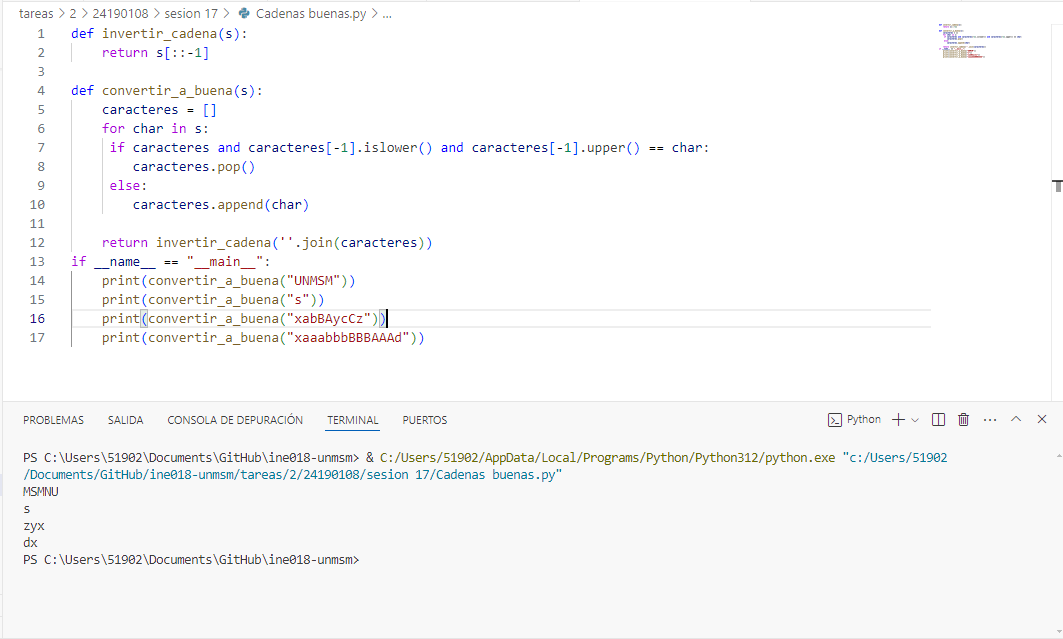 tareas > 2 > 24190108 > sesion 17 > Cadenas buenas.py > ...
1 def invertir_cadena(s):
2     return s[::-1]
3
4 def convertir_a_buena(s):
5     caracteres = []
6     for char in s:
7      if caracteres and caracteres[-1].islower() and caracteres[-1].upper() == char:
8         caracteres.pop()
9      else:
10         caracteres.append(char)
11
12     return invertir_cadena(''.join(caracteres))
13 if __name__ == "__main__":
14     print(convertir_a_buena("UNMSM"))
15     print(convertir_a_buena("s"))
16     print(convertir_a_buena("xabBAycCz"))
17     print(convertir_a_buena("xaaabbbBBBAAAd"))
PROBLEMAS SALIDA CONSOLA DE DEPURACIÓN TERMINAL PUERTOS Python
PS C:\Users\51902\Documents\GitHub\ine018-unmsm> & C:/Users/51902/AppData/Local/Programs/Python/Python312/python.exe "c:/Users/51902
/Documents/GitHub/ine018-unmsm/tareas/2/24190108/sesion 17/Cadenas buenas.py"
MSMNU
s
zyx
dx
PS C:\Users\51902\Documents\GitHub\ine018-unmsm>